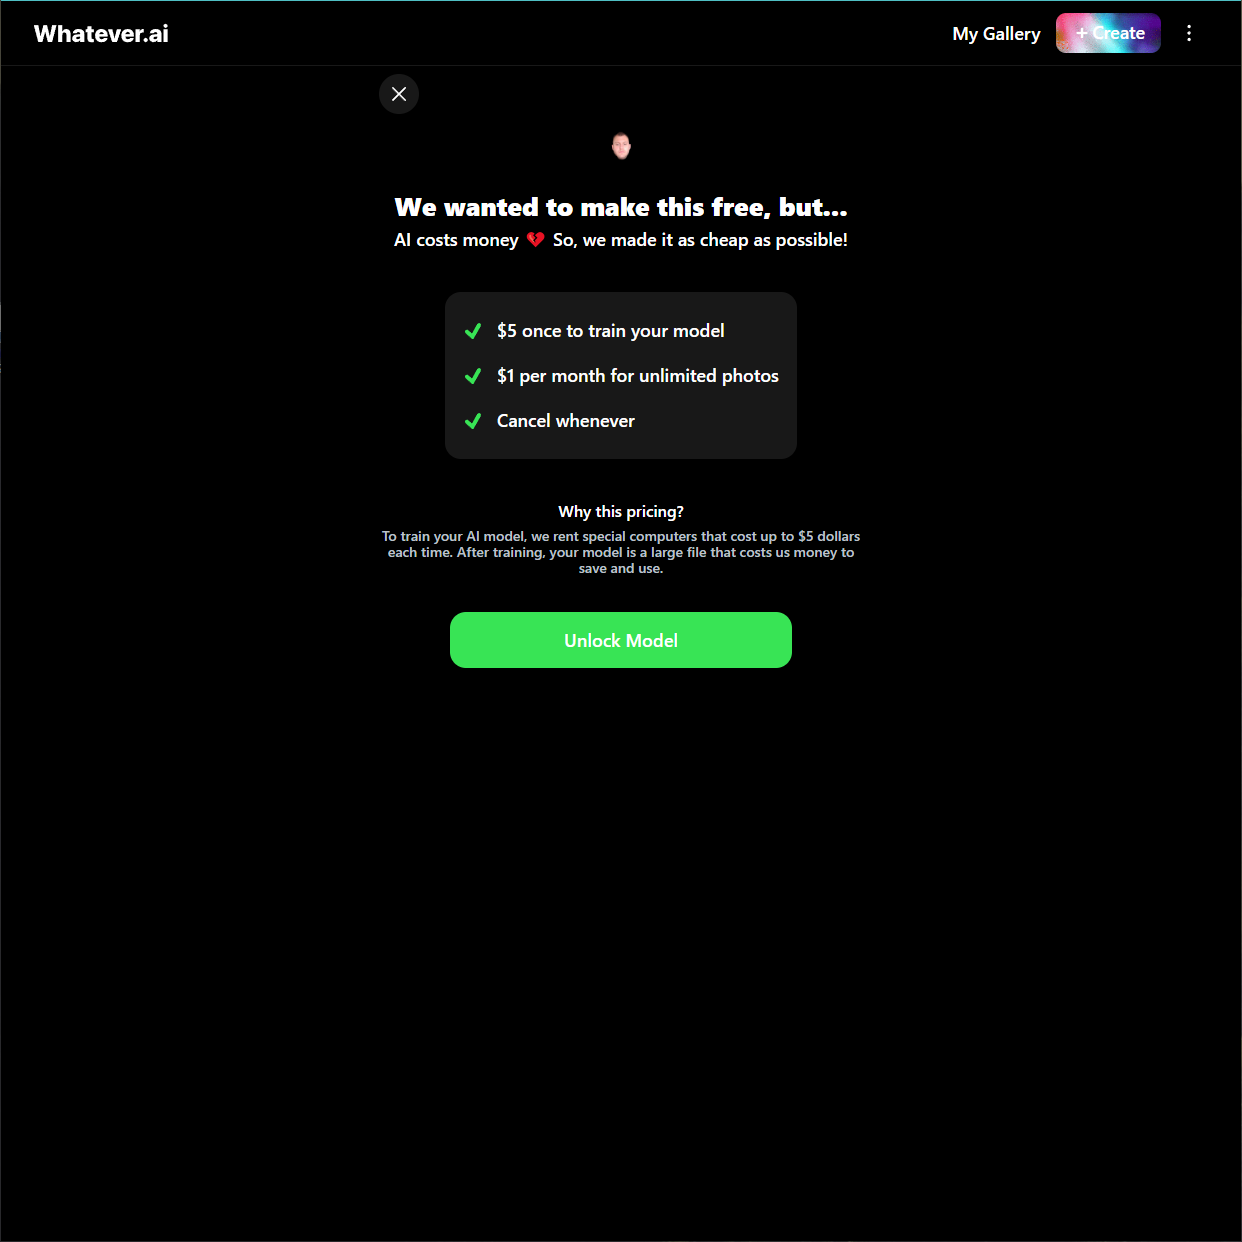 Whatever.ai
My Gallery
+ Create
We wanted to make this free, but...
AI costs money 💔 So, we made it as cheap as possible!
$5 once to train your model
$1 per month for unlimited photos
Cancel whenever
Why this pricing?
To train your AI model, we rent special computers that cost up to $5 dollars
each time. After training, your model is a large file that costs us money to
save and use.
Unlock Model